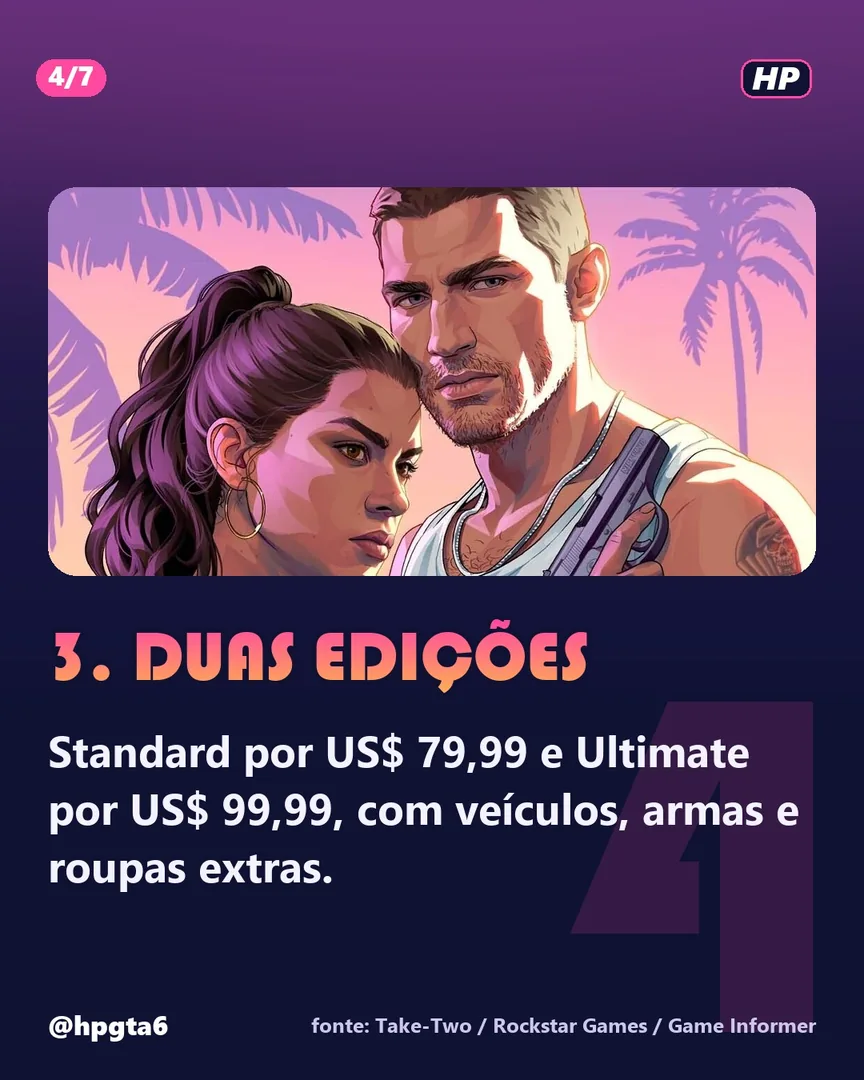 4/7
HP
3. DUAS EDIÇÕES
Standard por US$ 79,99 e Ultimate
por US$ 99,99, com veículos, armas e
roupas extras.
4
@hpgta6
fonte: Take-Two / Rockstar Games / Game Informer